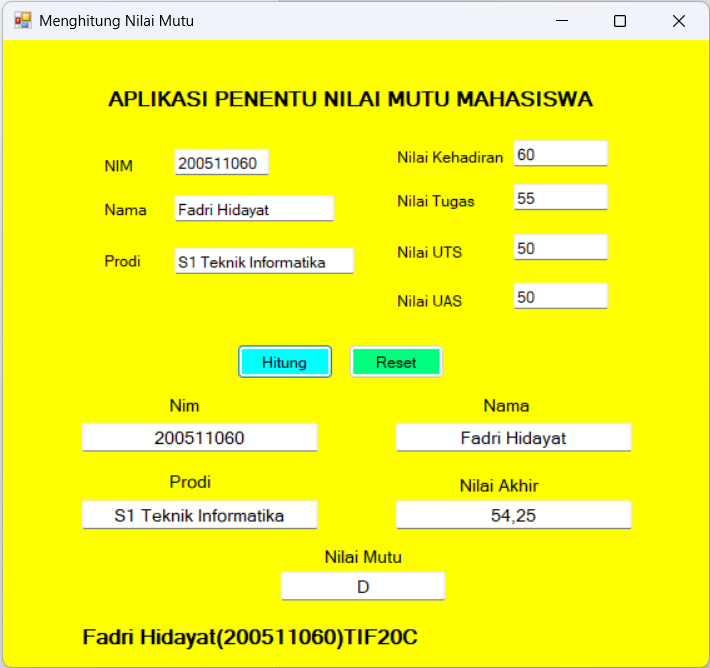 Menghitung Nilai Mutu
APLIKASI PENENTU NILAI MUTU MAHASISWA
NIM 200511060
Nama Fadri Hidayat
Prodi S1 Teknik Informatika
Nilai Kehadiran 60
Nilai Tugas 55
Nilai UTS 50
Nilai UAS 50
Hitung Reset
Nim
200511060
Nama
Fadri Hidayat
Prodi
S1 Teknik Informatika
Nilai Akhir
54,25
Nilai Mutu
D
Fadri Hidayat(200511060)TIF20C